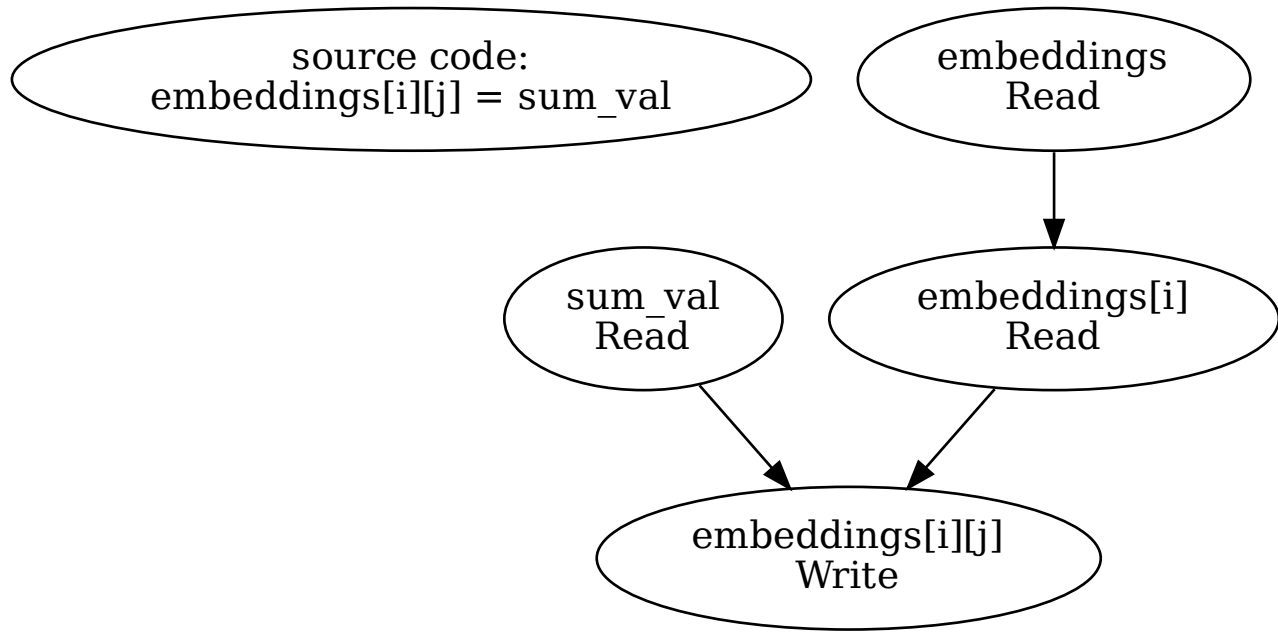 source code:
embeddings[i][j] = sum_val
embeddings
Read
sum_val
Read
embeddings[i]
Read
embeddings[i][j]
Write